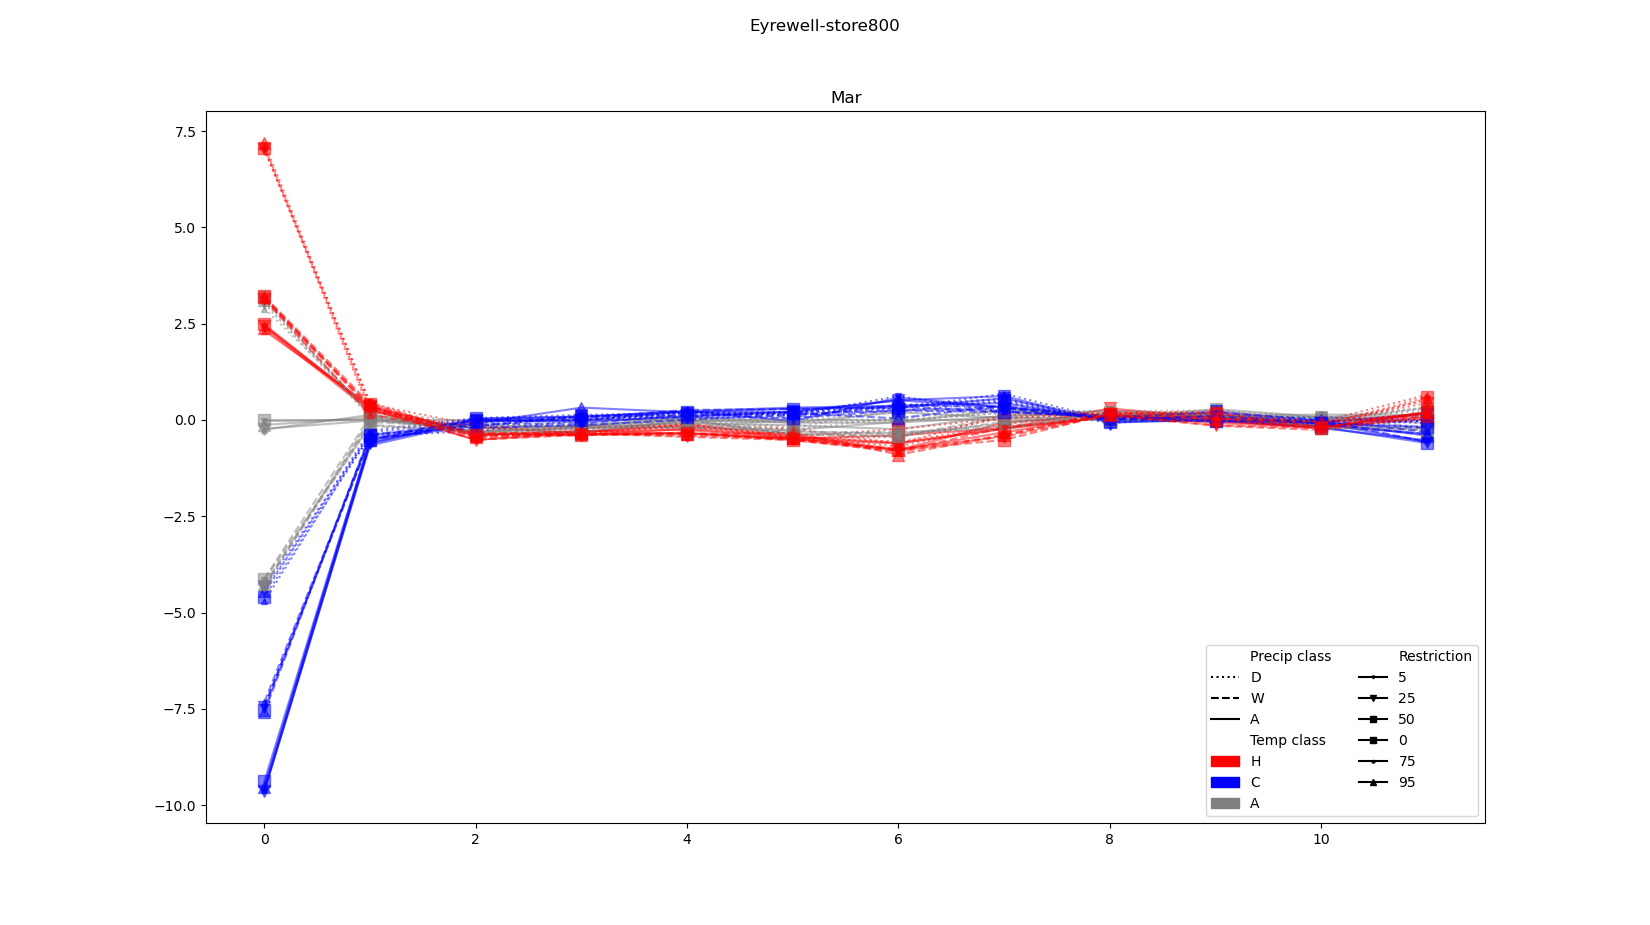 Eyrewell-store800
Mar
7.5
5.0
2.5
0.0
−2.5
−5.0
−7.5
−10.0
0
2
4
6
8
10
Precip class
D
W
A
Temp class
H
C
A
Restriction
5
25
50
0
75
95